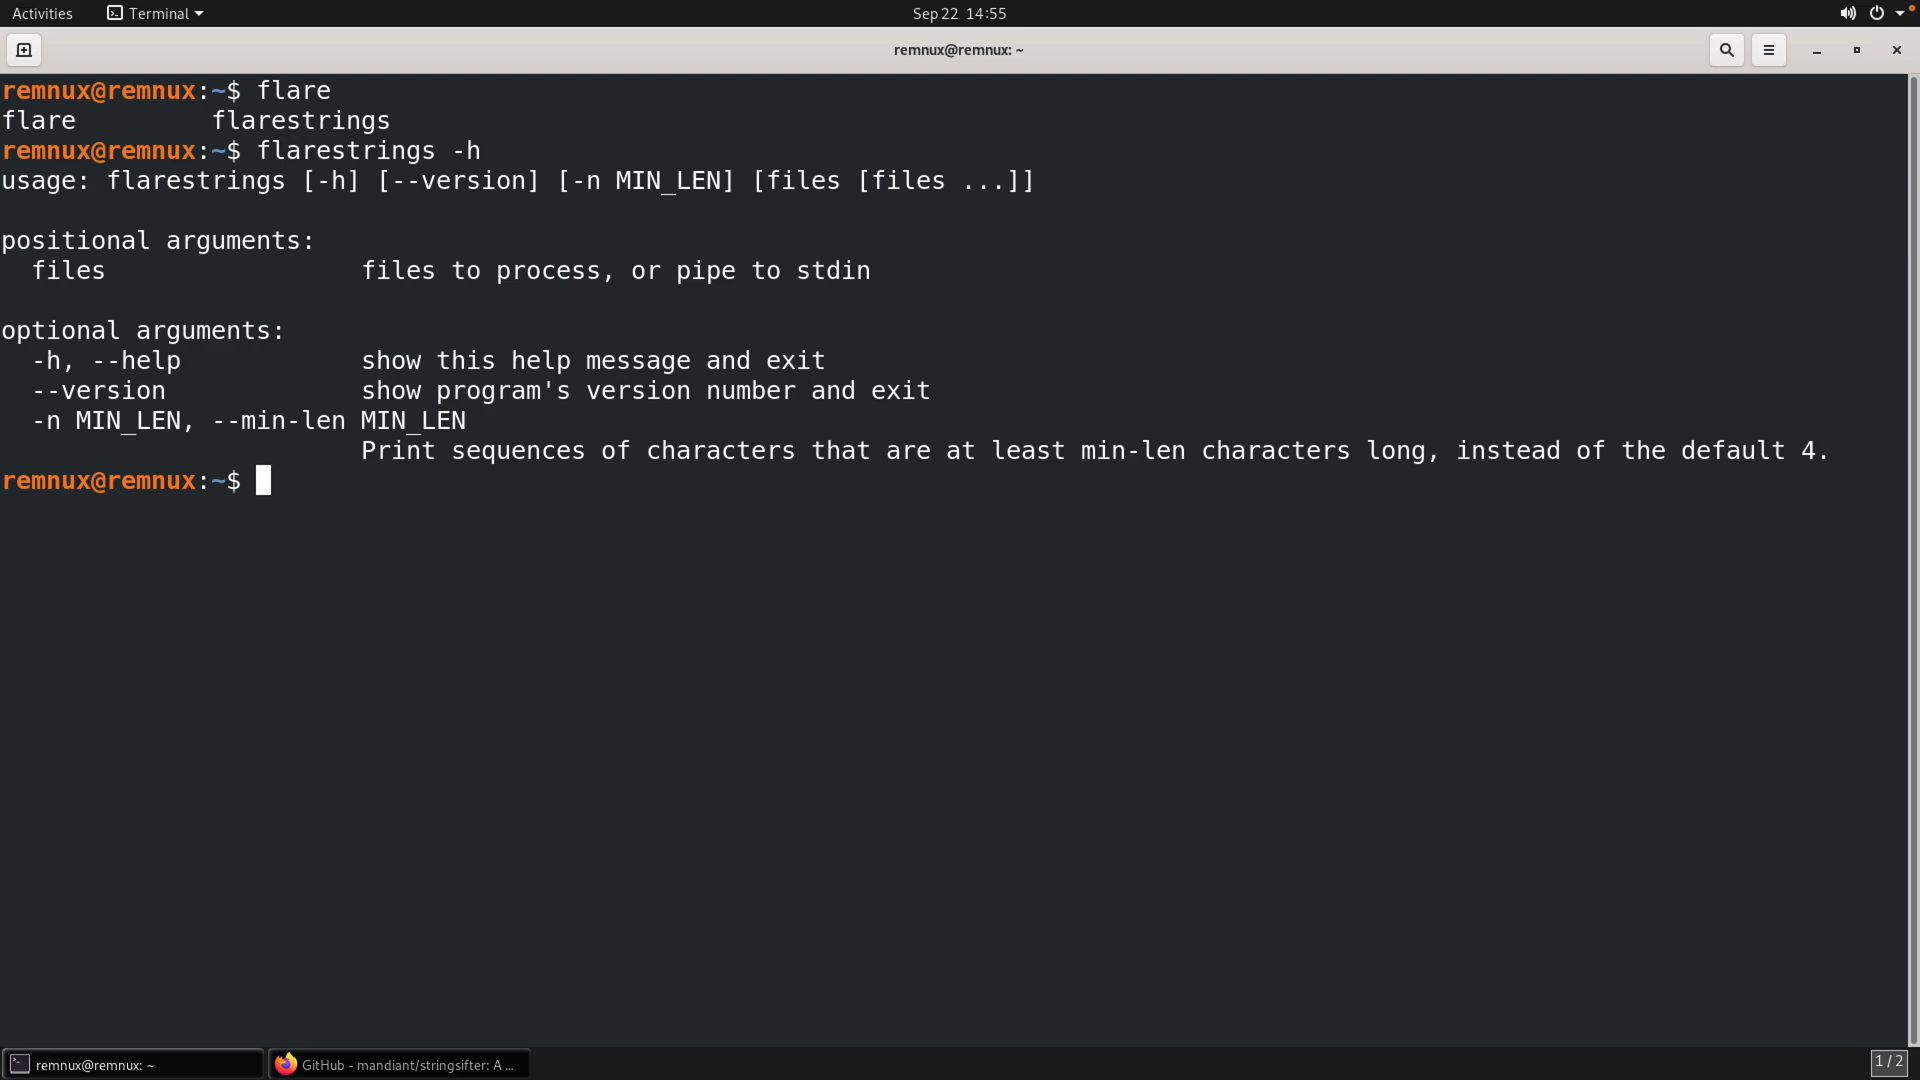 Activities Terminal Sep 22 14:55
remnux@remnux: ~
remnux@remnux:~$ flare
flare flarestrings
remnux@remnux:~$ flarestrings -h
usage: flarestrings [-h] [--version] [-n MIN_LEN] [files [files ...]]
positional arguments:
files files to process, or pipe to stdin
optional arguments:
-h, --help show this help message and exit
--version show program's version number and exit
-n MIN_LEN, --min-len MIN_LEN
Print sequences of characters that are at least min-len characters long, instead of the default 4.
remnux@remnux:~$
remnux@remnux: ~ GitHub - mandiant/stringsifter: A ... 1 / 2